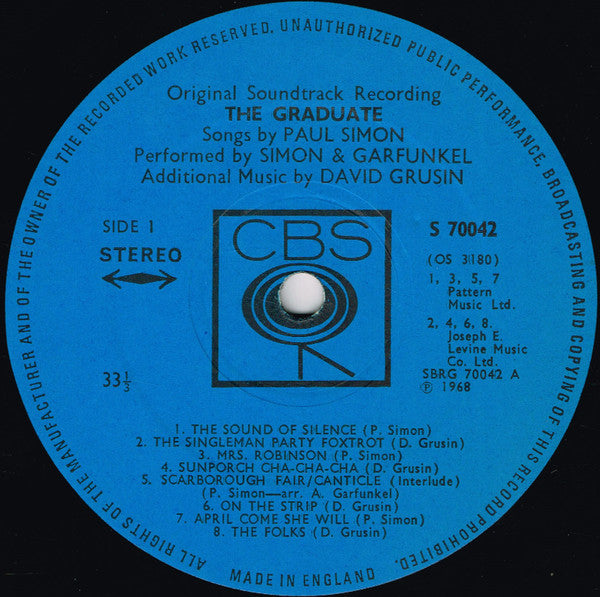 ALL RIGHTS OF THE MANUFACTURER AND OF THE OWNER OF THE RECORDED WORK RESERVED. UNAUTHORIZED PUBLIC PERFORMANCE, BROADCASTING AND COPYING OF THIS RECORD PROHIBITED.
Original Soundtrack Recording
THE GRADUATE
Songs by PAUL SIMON
Performed by SIMON & GARFUNKEL
Additional Music by DAVID GRUSIN
SIDE 1
STEREO
33 1/3
CBS
S 70042
(OS 3180)
1, 3, 5, 7
Pattern
Music Ltd.
2, 4, 6, 8.
Joseph E.
Levine Music
Co. Ltd.
SBRG 70042 A
℗ 1968
1. THE SOUND OF SILENCE (P. Simon)
2. THE SINGLEMAN PARTY FOXTROT (D. Grusin)
3. MRS. ROBINSON (P. Simon)
4. SUNPORCH CHA-CHA-CHA (D. Grusin)
5. SCARBOROUGH FAIR/CANTICLE (Interlude)
(P. Simon—arr. A. Garfunkel)
6. ON THE STRIP (D. Grusin)
7. APRIL COME SHE WILL (P. Simon)
8. THE FOLKS (D. Grusin)
MADE IN ENGLAND